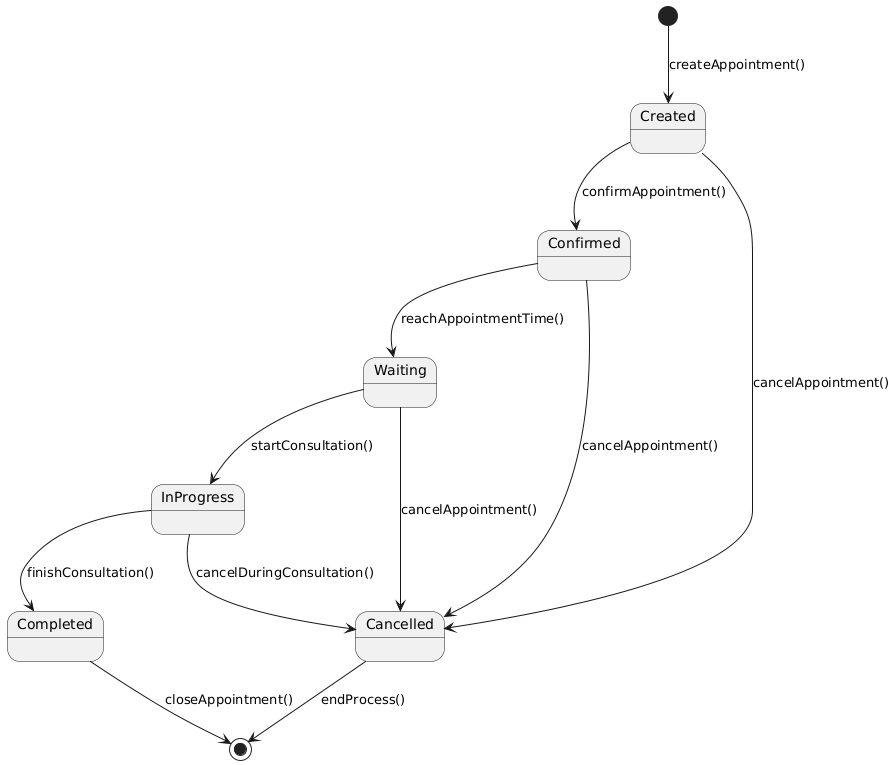 createAppointment()
Created
confirmAppointment()
Confirmed
reachAppointmentTime()
Waiting
cancelAppointment()
startConsultation()
cancelAppointment()
InProgress
cancelAppointment()
finishConsultation()
cancelDuringConsultation()
Completed
Cancelled
closeAppointment()
endProcess()